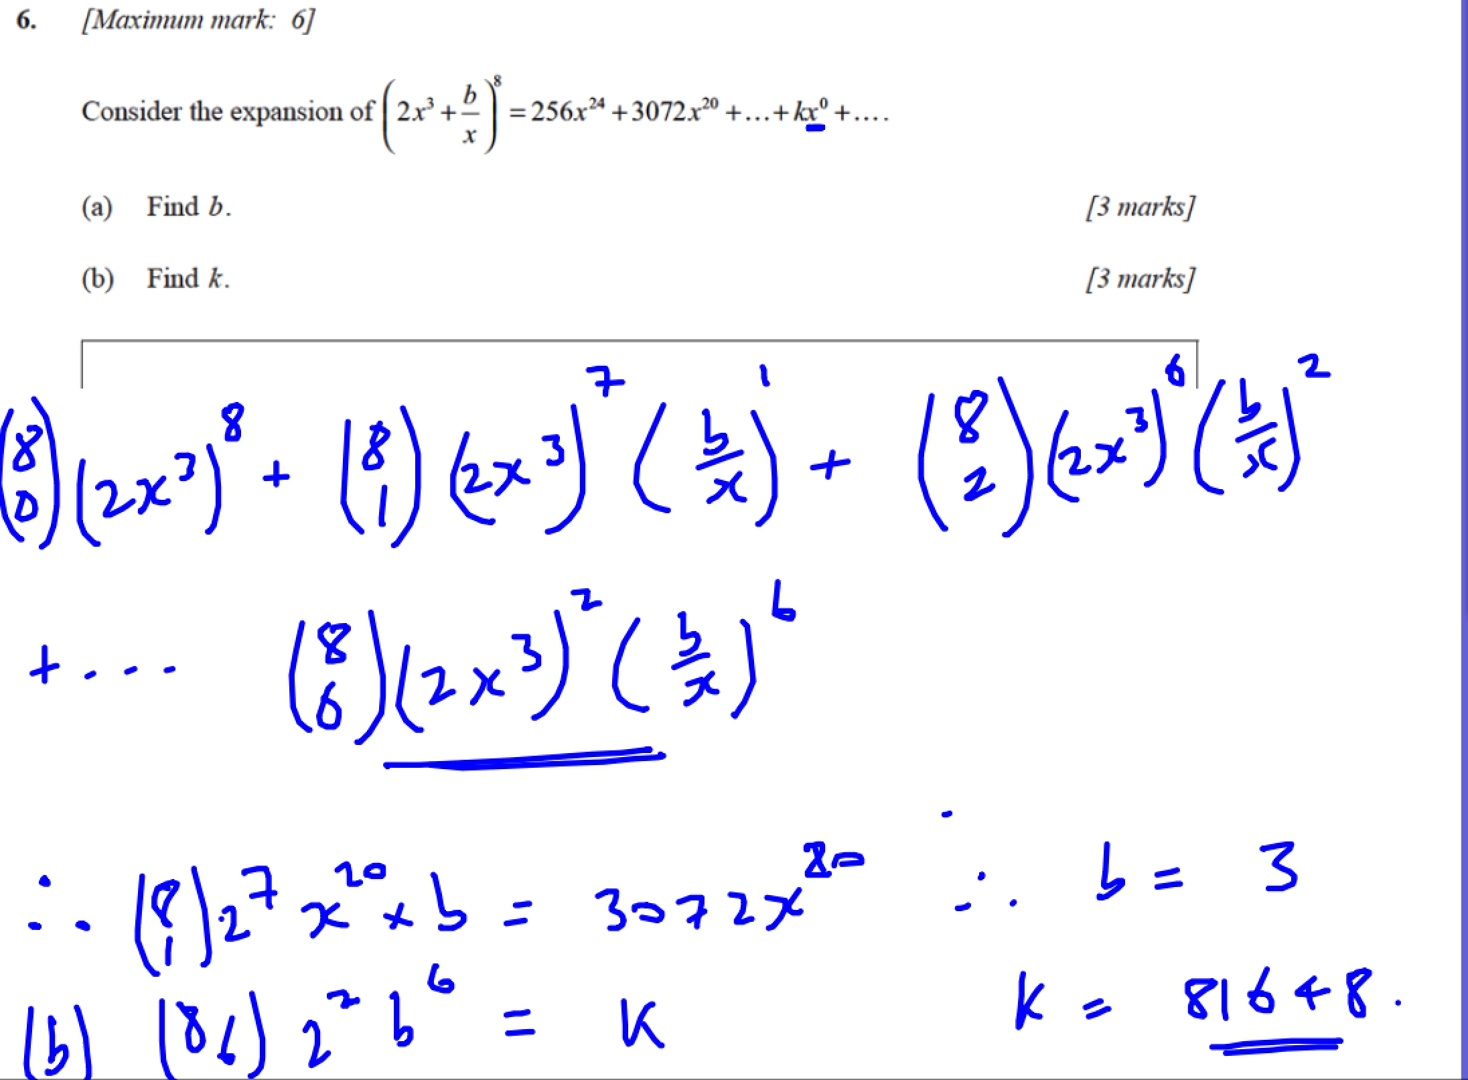 6. [Maximum mark: 6]
Consider the expansion of (2x³ + b/x)⁸ = 256x²⁴ + 3072x²⁰ + ... + kx⁰ + ....
(a) Find b. [3 marks]
(b) Find k. [3 marks]
(8 0)(2x³)⁸ + (8 1)(2x³)⁷(b/x)¹ + (8 2)(2x³)⁶(b/x)²
+ ... (8 6)(2x³)²(b/x)⁶
∴ (8 1)2⁷x²⁰ × b = 3072x²⁰ ∴ b = 3
(b) (8 6) 2² b⁶ = K K = 81648.